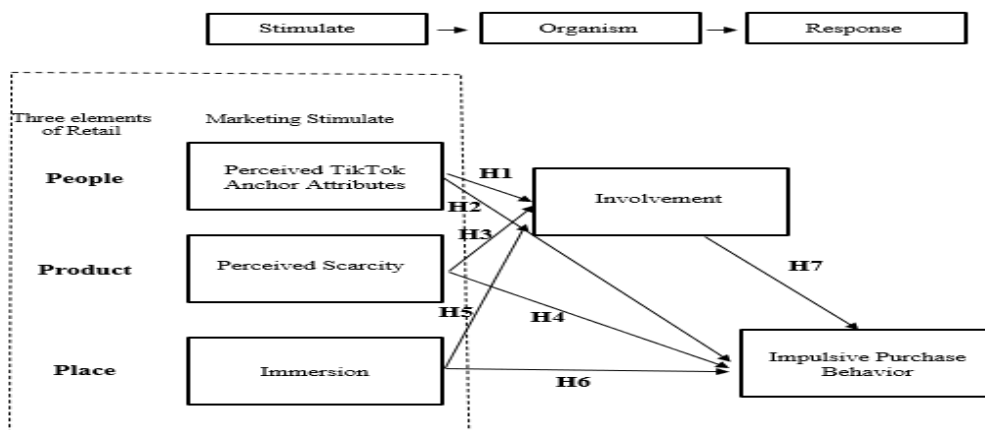 Stimulate
Organism
Response
Three elements
of Retail
Marketing Stimulate
People
Perceived TikTok
Anchor Attributes
H1
Involvement
H2
H3
Product
Perceived Scarcity
H7
H5
H4
Place
Immersion
H6
Impulsive Purchase
Behavior